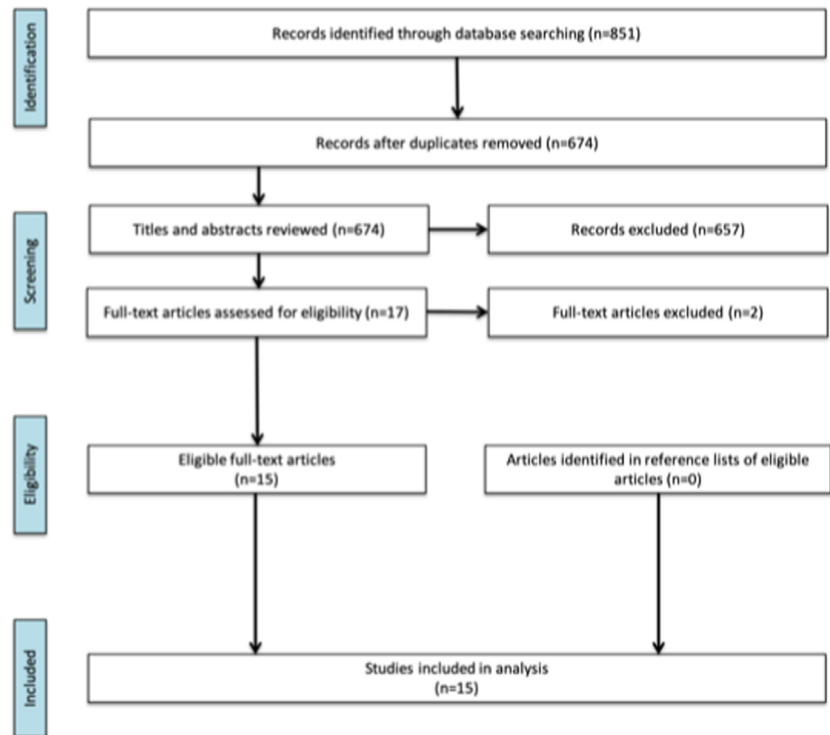 Identification
Records identified through database searching (n=851)
Records after duplicates removed (n=674)
Screening
Titles and abstracts reviewed (n=674)
Records excluded (n=657)
Full-text articles assessed for eligibility (n=17)
Full-text articles excluded (n=2)
Eligibility
Eligible full-text articles
(n=15)
Articles identified in reference lists of eligible
articles (n=0)
Included
Studies included in analysis
(n=15)